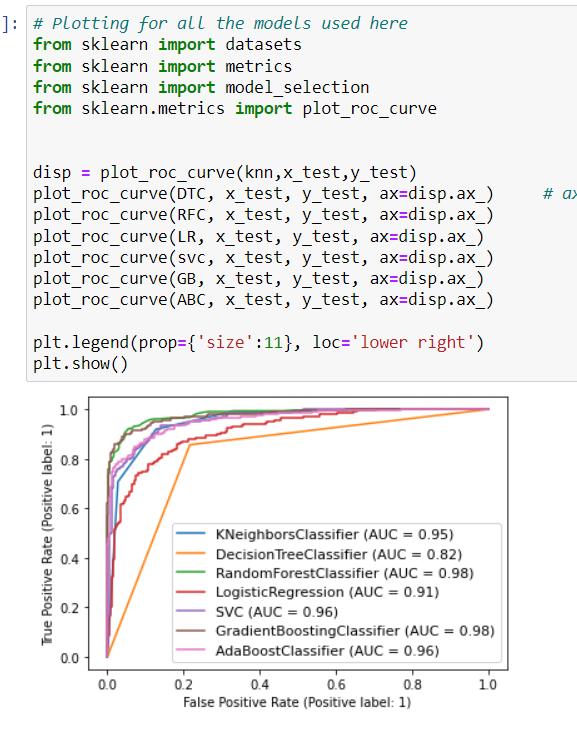 ]: # Plotting for all the models used here
from sklearn import datasets
from sklearn import metrics
from sklearn import model_selection
from sklearn.metrics import plot_roc_curve
disp = plot_roc_curve(knn,x_test,y_test)
plot_roc_curve(DTC, x_test, y_test, ax=disp.ax_) # ax
plot_roc_curve(RFC, x_test, y_test, ax=disp.ax_)
plot_roc_curve(LR, x_test, y_test, ax=disp.ax_)
plot_roc_curve(svc, x_test, y_test, ax=disp.ax_)
plot_roc_curve(GB, x_test, y_test, ax=disp.ax_)
plot_roc_curve(ABC, x_test, y_test, ax=disp.ax_)
plt.legend(prop={'size':11}, loc='lower right')
plt.show()
True Positive Rate (Positive label: 1)
1.0
0.8
0.6
0.4
0.2
0.0
KNeighborsClassifier (AUC = 0.95)
DecisionTreeClassifier (AUC = 0.82)
RandomForestClassifier (AUC = 0.98)
LogisticRegression (AUC = 0.91)
SVC (AUC = 0.96)
GradientBoostingClassifier (AUC = 0.98)
AdaBoostClassifier (AUC = 0.96)
0.0 0.2 0.4 0.6 0.8 1.0
False Positive Rate (Positive label: 1)